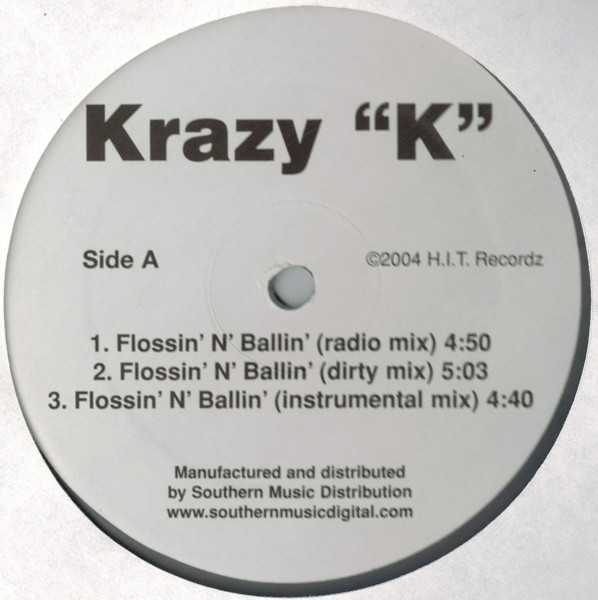 Krazy “K”
Side A ©2004 H.I.T. Recordz
1. Flossin’ N’ Ballin’ (radio mix) 4:50
2. Flossin’ N’ Ballin’ (dirty mix) 5:03
3. Flossin’ N’ Ballin’ (instrumental mix) 4:40
Manufactured and distributed
by Southern Music Distribution
www.southernmusicdigital.com